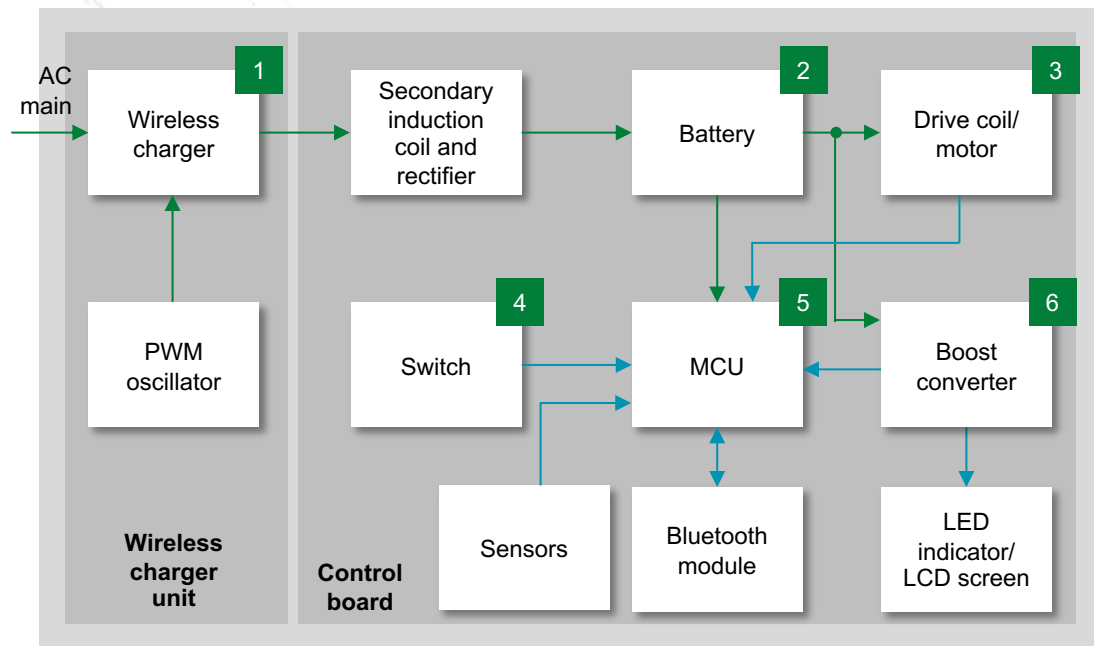 AC
main
1
Wireless
charger
Secondary
induction
coil and
rectifier
2
Battery
3
Drive coil/
motor
PWM
oscillator
4
Switch
5
MCU
6
Boost
converter
Wireless
charger
unit
Control
board
Sensors
Bluetooth
module
LED
indicator/
LCD screen